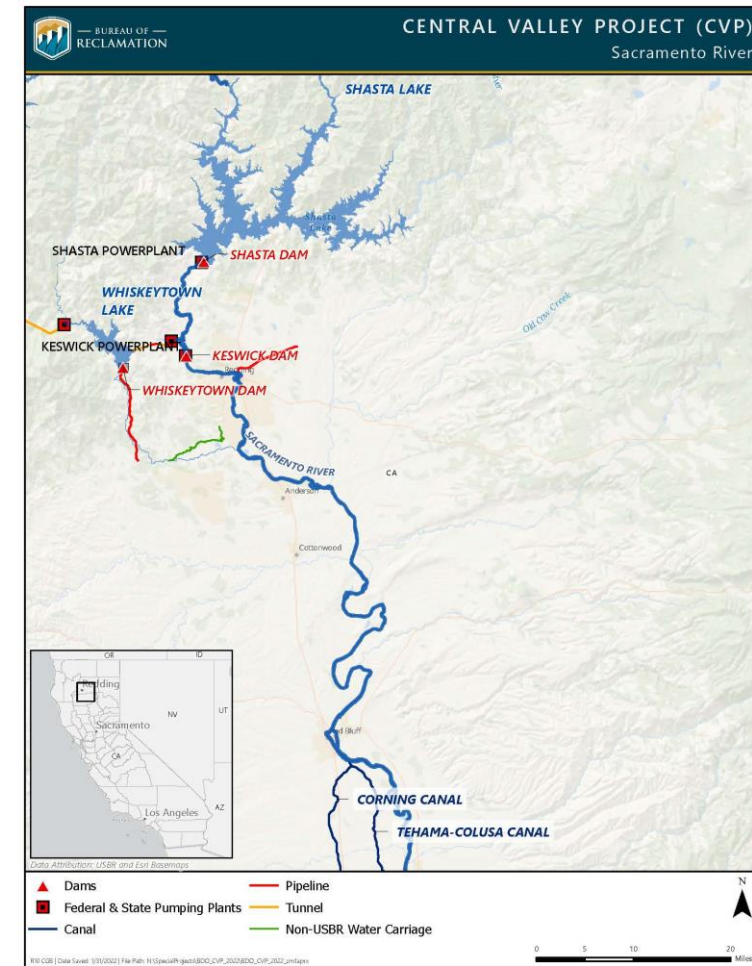 — BUREAU OF —
RECLAMATION
CENTRAL VALLEY PROJECT (CVP)
Sacramento River
SHASTA LAKE
Shasta
Lake
SHASTA POWERPLANT
SHASTA DAM
WHISKEYTOWN
LAKE
Old Cow Creek
KESWICK POWERPLANT
KESWICK DAM
Redding
WHISKEYTOWN DAM
SACRAMENTO RIVER
CA
Anderson
Cottonwood
OR
ID
Redding
NV
UT
Sacramento
CA
Los Angeles
AZ
d Bluff
CORNING CANAL
TEHAMA-COLUSA CANAL
Data Attribution: USBR and Esri Basemaps
Dams
Federal & State Pumping Plants
Canal
Pipeline
Tunnel
Non-USBR Water Carriage
N
0 5 10 20
Miles